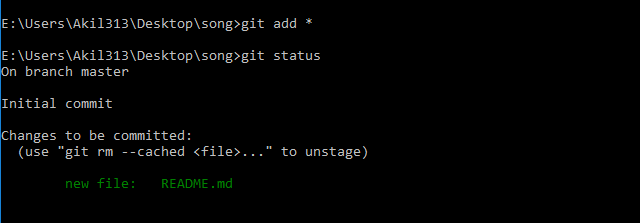 E:\Users\Akil313\Desktop\song>git add *
E:\Users\Akil313\Desktop\song>git status
On branch master
Initial commit
Changes to be committed:
  (use "git rm --cached <file>..." to unstage)
        new file:   README.md